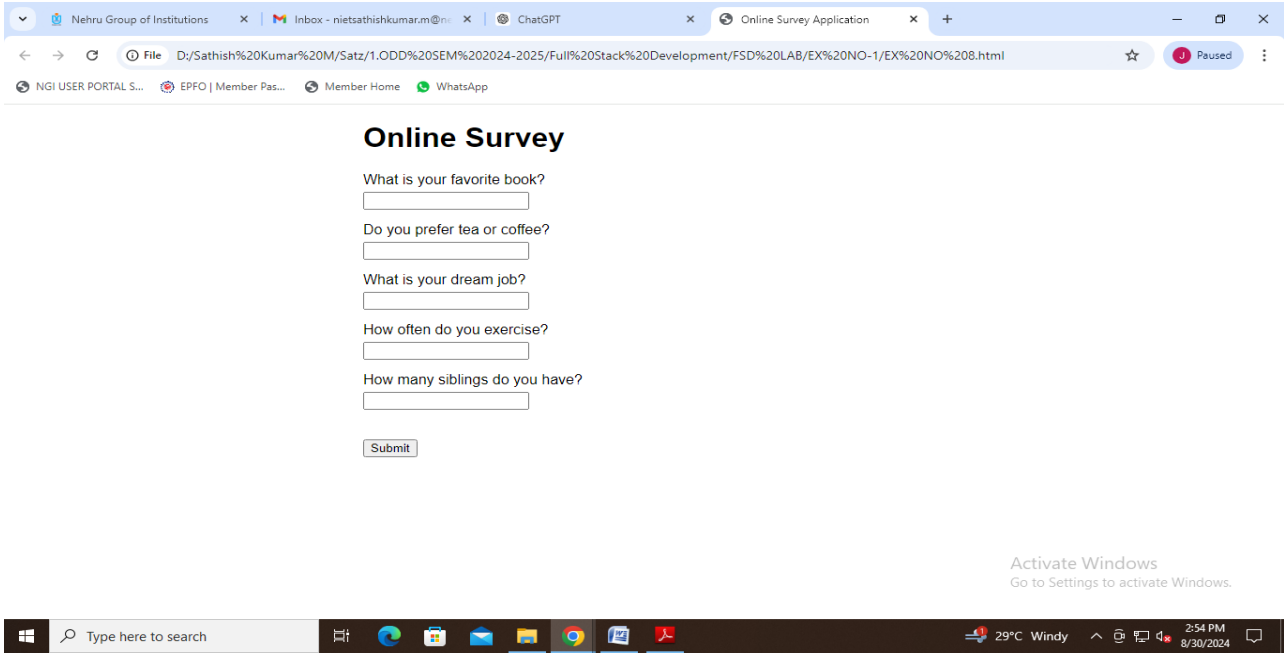 Nehru Group of Institutions
Inbox - nietsathishkumar.m@ne
ChatGPT
Online Survey Application
File D:/Sathish%20Kumar%20M/Satz/1.ODD%20SEM%202024-2025/Full%20Stack%20Development/FSD%20LAB/EX%20NO-1/EX%20NO%208.html
J Paused
NGI USER PORTAL S... EPFO | Member Pas... Member Home WhatsApp
Online Survey
What is your favorite book?
Do you prefer tea or coffee?
What is your dream job?
How often do you exercise?
How many siblings do you have?
Submit
Activate Windows
Go to Settings to activate Windows.
Type here to search
29°C Windy
2:54 PM
8/30/2024